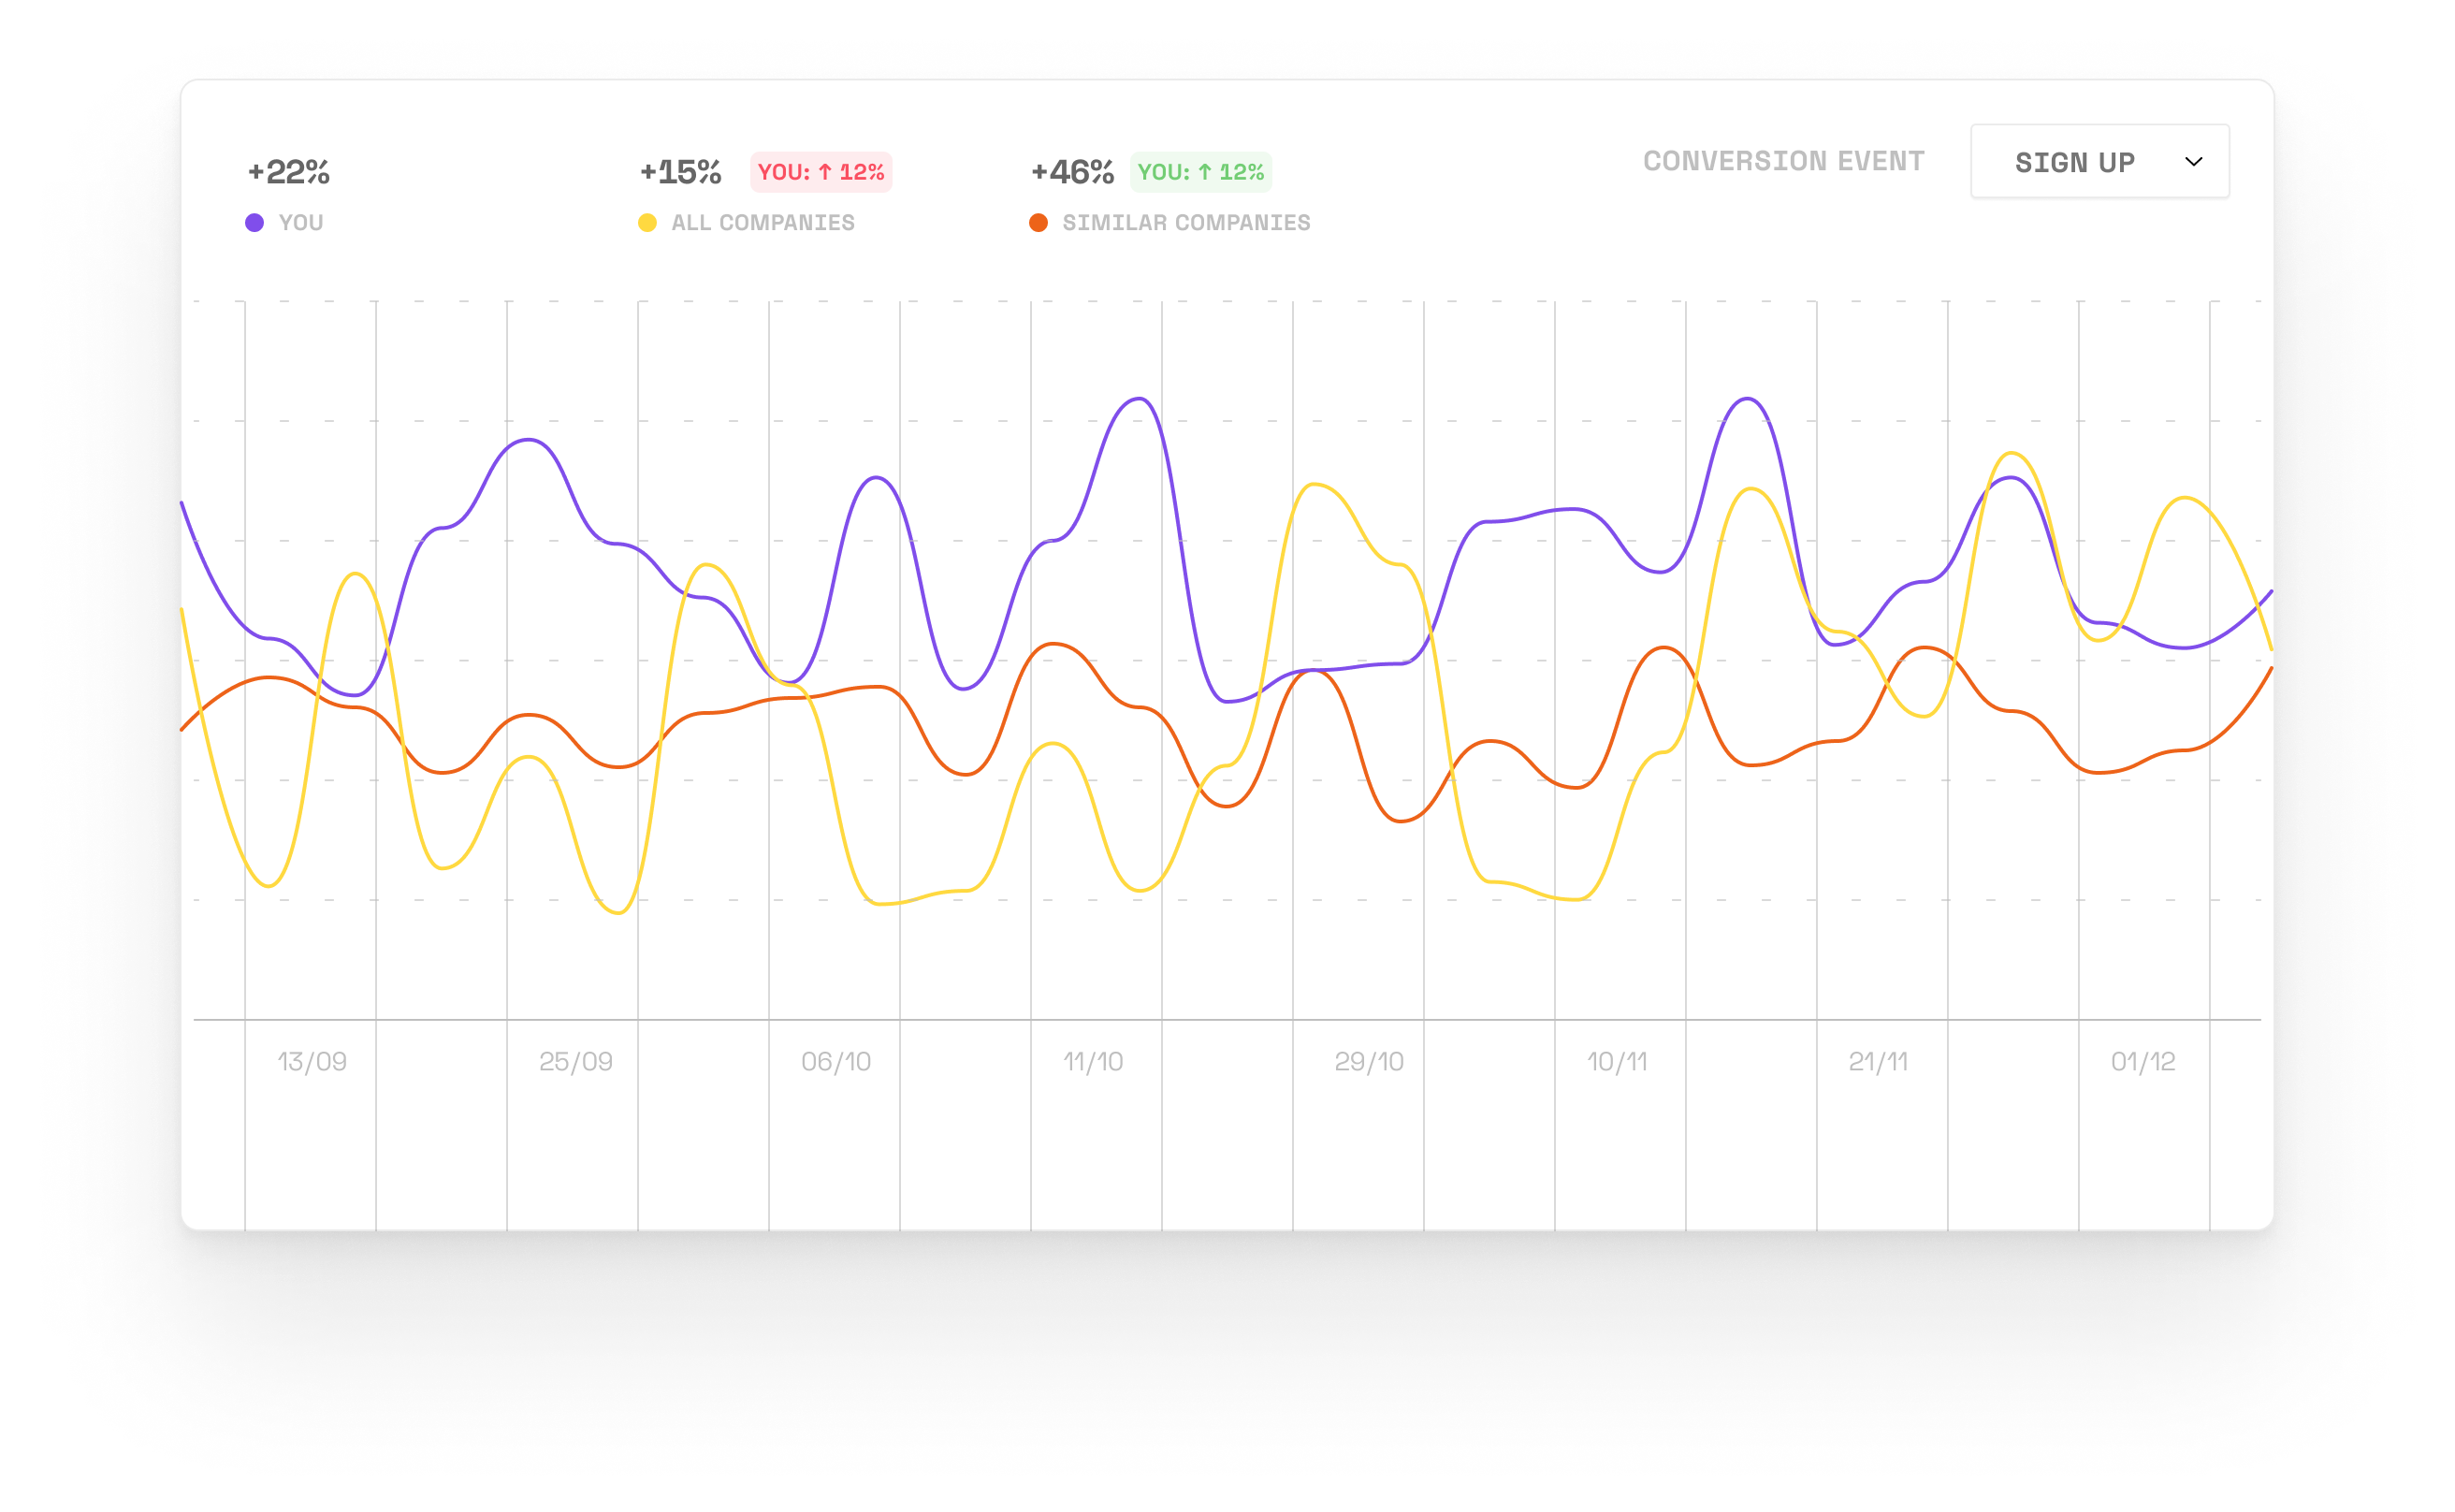 +22%
+15% YOU: ↑ 12%
+46% YOU: ↑ 12%
CONVERSION EVENT
SIGN UP
YOU
ALL COMPANIES
SIMILAR COMPANIES
13/09 25/09 06/10 11/10 29/10 10/11 21/11 01/12